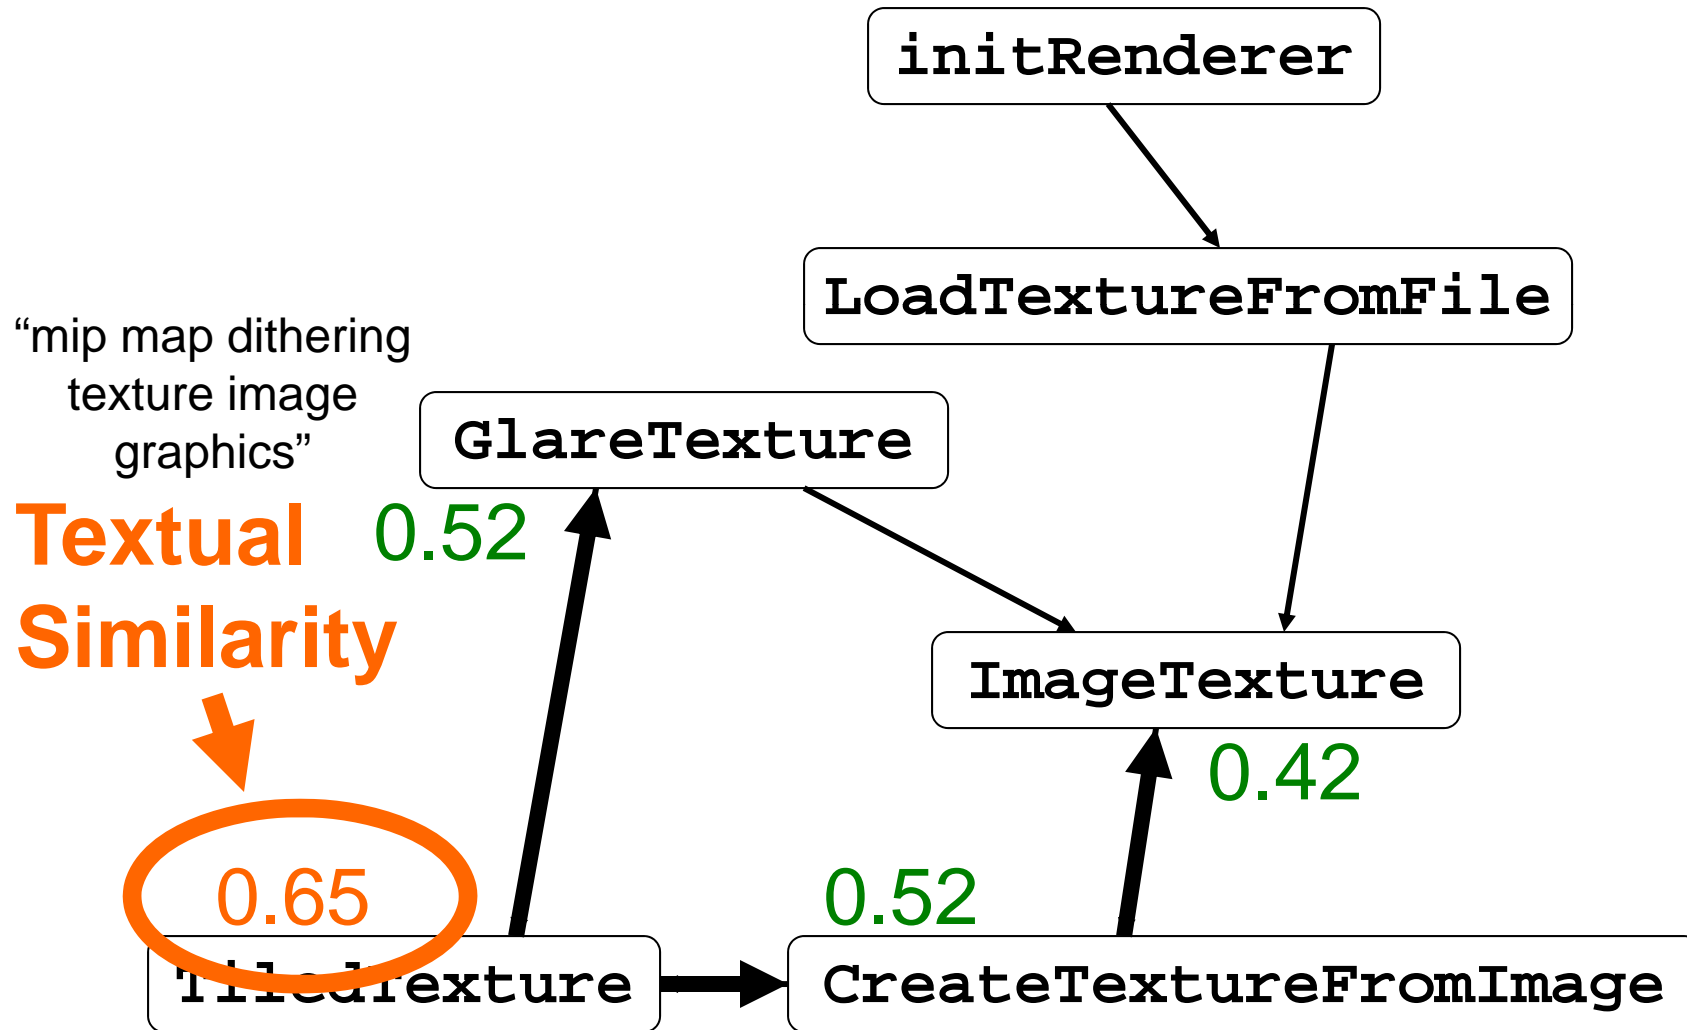 initRenderer
LoadTextureFromFile
“mip map dithering
texture image
graphics”
GlareTexture
Textual
Similarity
0.52
ImageTexture
0.42
0.65
0.52
TiledTexture
CreateTextureFromImage